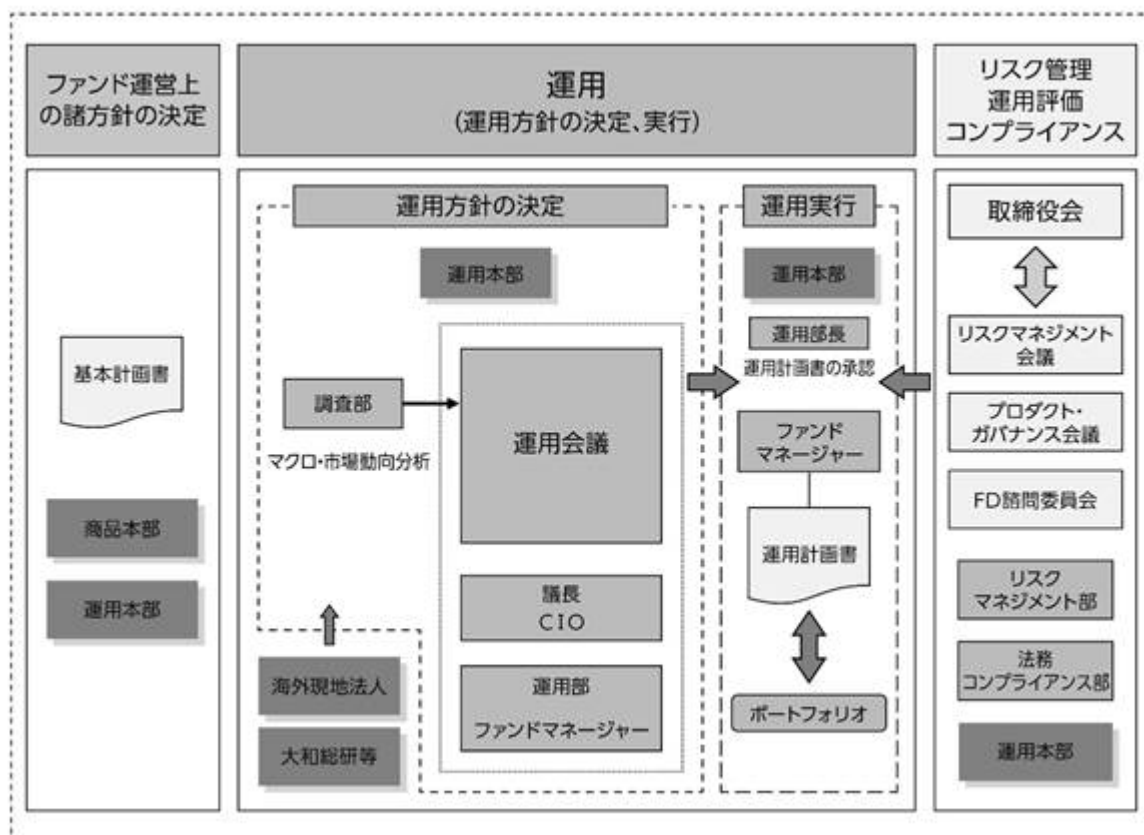 ファンド運営上
の諸方針の決定
運用
(運用方針の決定、実行)
リスク管理
運用評価
コンプライアンス
基本計画書
商品本部
運用本部
運用方針の決定
運用本部
調査部
マクロ・市場動向分析
運用会議
議長
CIO
運用部
ファンドマネージャー
海外現地法人
大和総研等
運用実行
運用本部
運用部長
運用計画書の承認
ファンド
マネージャー
運用計画書
ポートフォリオ
取締役会
リスクマネジメント
会議
プロダクト・
ガバナンス会議
FD諮問委員会
リスク
マネジメント部
法務
コンプライアンス部
運用本部